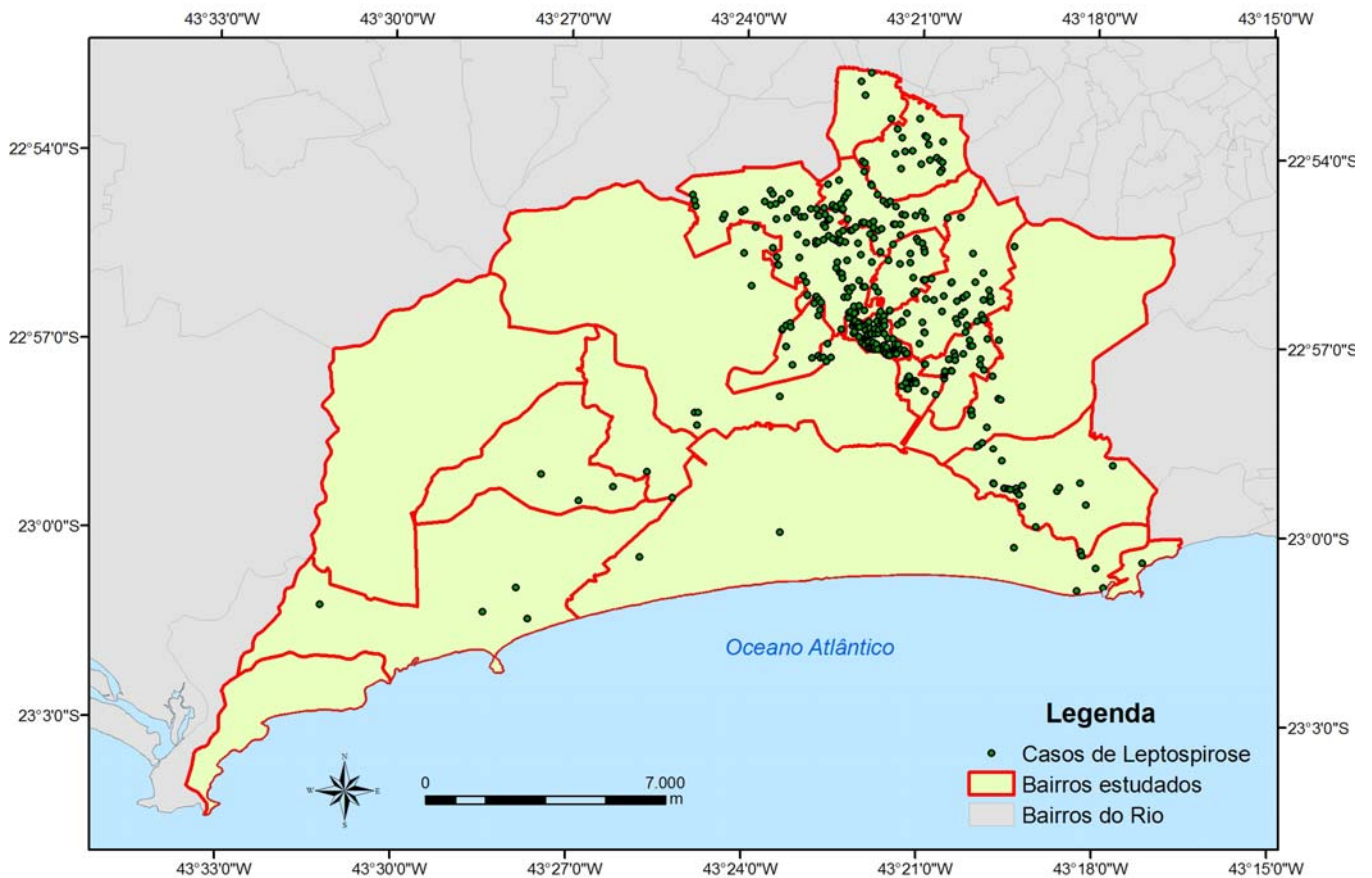 43°33'0"W 43°30'0"W 43°27'0"W 43°24'0"W 43°21'0"W 43°18'0"W 43°15'0"W
22°54'0"S 22°54'0"S
22°57'0"S 22°57'0"S
23°0'0"S 23°0'0"S
Oceano Atlântico
23°3'0"S 23°3'0"S
Legenda
Casos de Leptospirose
Bairros estudados
Bairros do Rio
N
W E
S
0 7.000
m
43°33'0"W 43°30'0"W 43°27'0"W 43°24'0"W 43°21'0"W 43°18'0"W 43°15'0"W